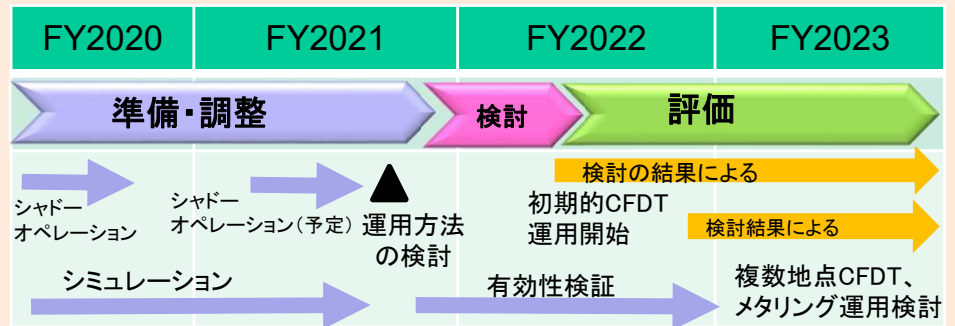 FY2020 FY2021 FY2022 FY2023
準備・調整 検討 評価
検討の結果による
シャドー
オペレーション
シャドー
オペレーション(予定)
運用方法
の検討
初期的CFDT
運用開始
検討結果による
シミュレーション
有効性検証
複数地点CFDT、
メタリング運用検討